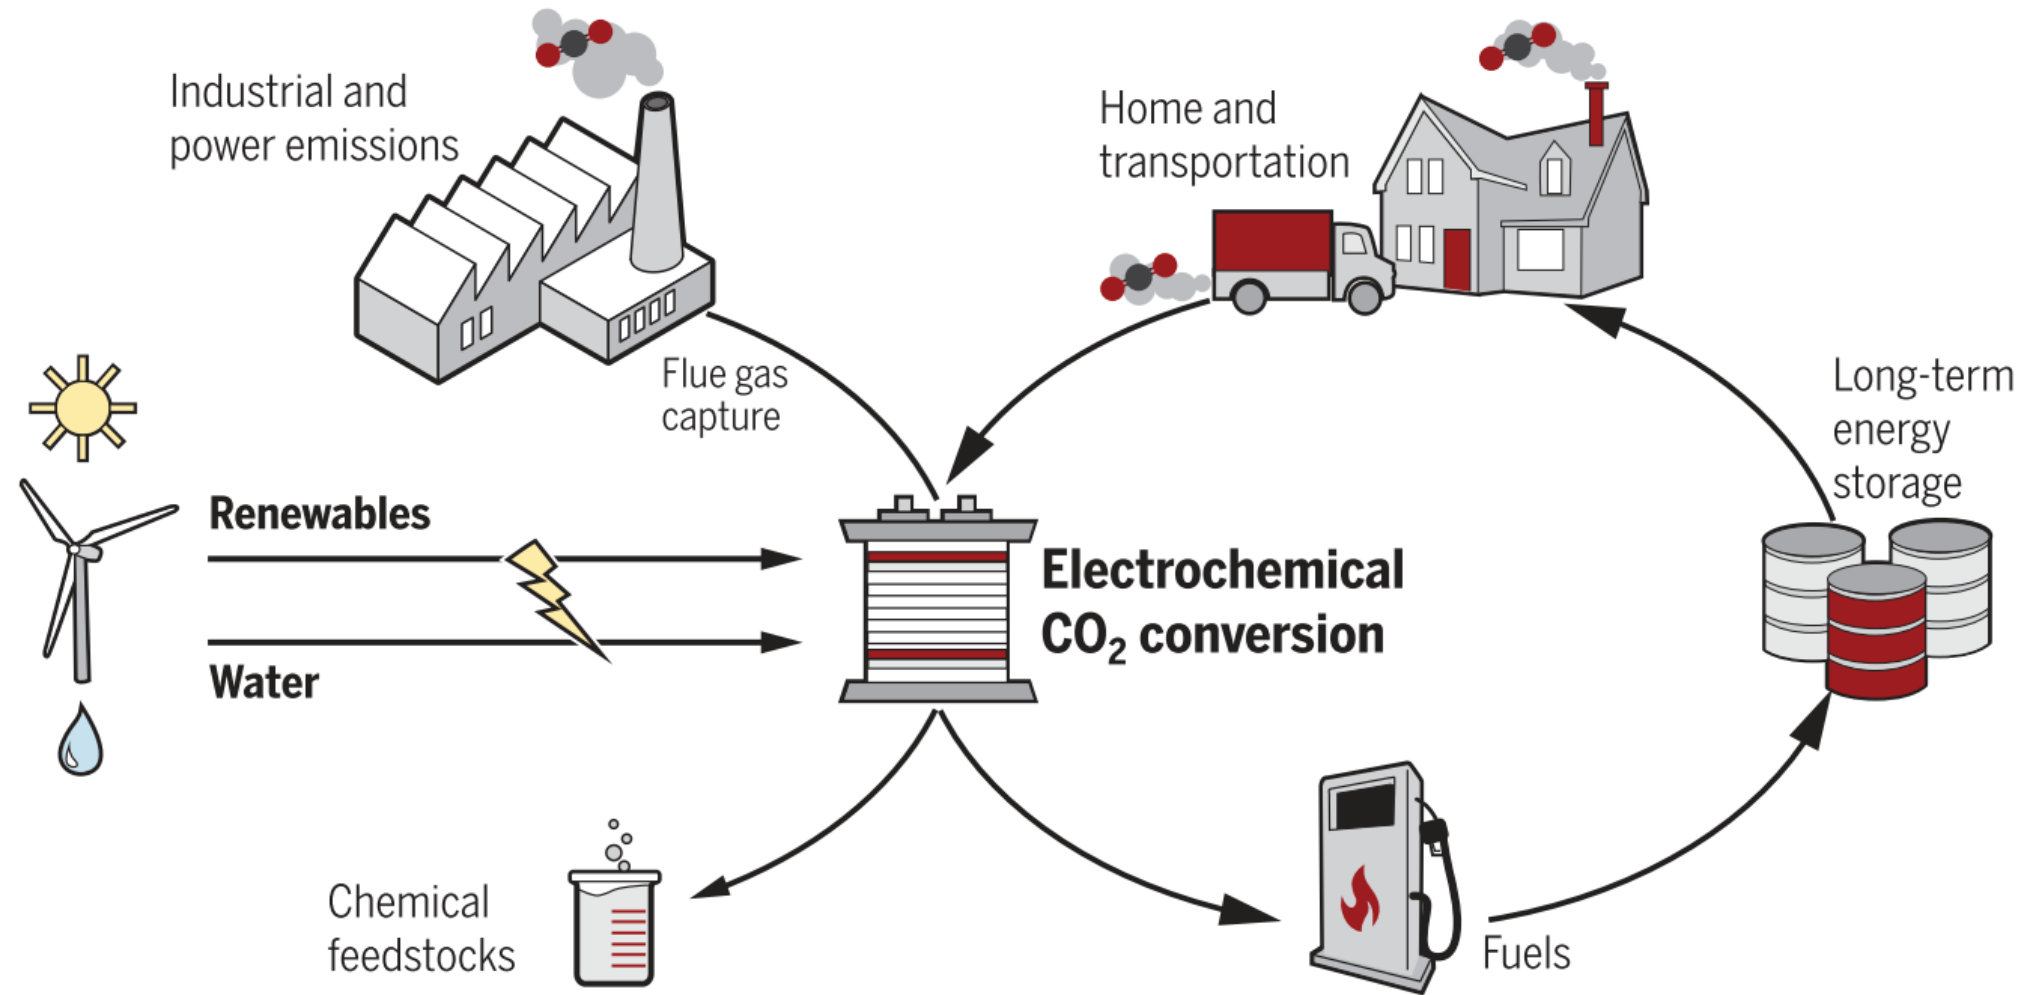 Industrial and
power emissions
Home and
transportation
Flue gas
capture
Long-term
energy
storage
Renewables
Water
Electrochemical
CO₂ conversion
Chemical
feedstocks
Fuels